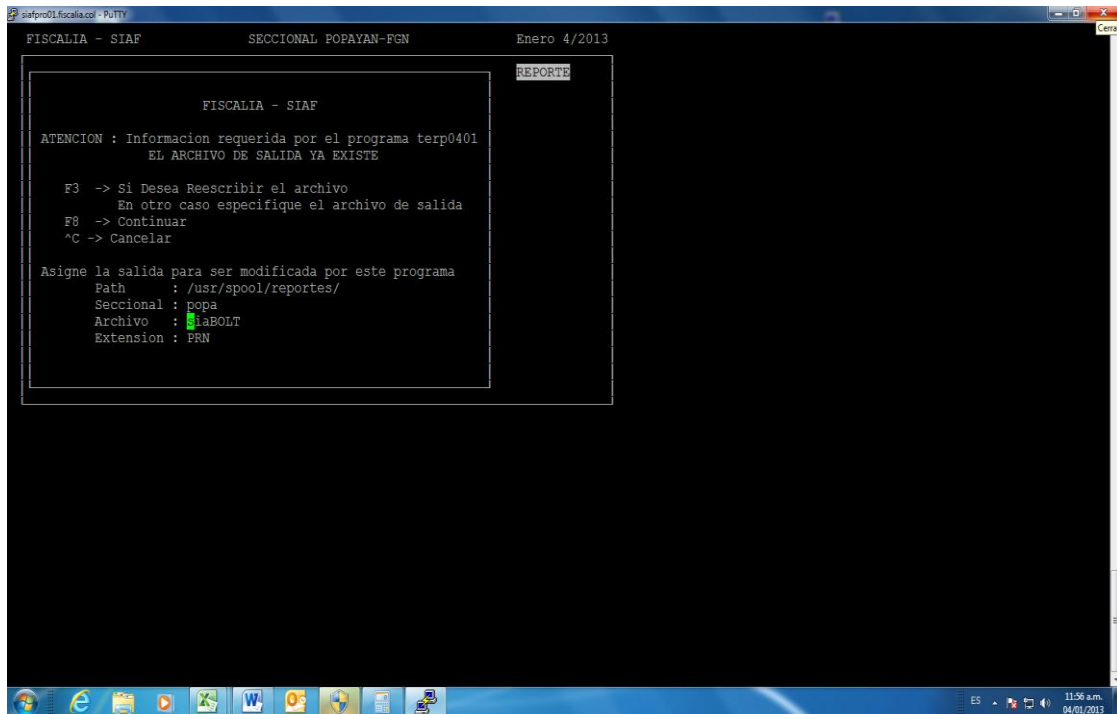 siafpro01.fiscalia.col - PuTTY
Cerra
FISCALIA - SIAF SECCIONAL POPAYAN-FGN Enero 4/2013
REPORTE
FISCALIA - SIAF
ATENCION : Informacion requerida por el programa terp0401
EL ARCHIVO DE SALIDA YA EXISTE
F3 -> Si Desea Reescribir el archivo
En otro caso especifique el archivo de salida
F8 -> Continuar
^C -> Cancelar
Asigne la salida para ser modificada por este programa
Path : /usr/spool/reportes/
Seccional : popa
Archivo : siaBOLT
Extension : PRN
ES 11:56 a.m.
04/01/2013